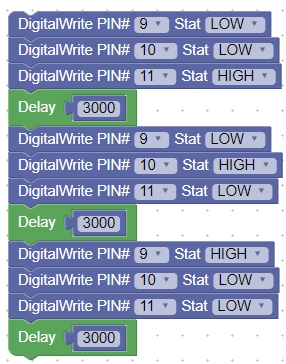 DigitalWrite PIN# 9 Stat LOW
DigitalWrite PIN# 10 Stat LOW
DigitalWrite PIN# 11 Stat HIGH
Delay 3000
DigitalWrite PIN# 9 Stat LOW
DigitalWrite PIN# 10 Stat HIGH
DigitalWrite PIN# 11 Stat LOW
Delay 3000
DigitalWrite PIN# 9 Stat HIGH
DigitalWrite PIN# 10 Stat LOW
DigitalWrite PIN# 11 Stat LOW
Delay 3000